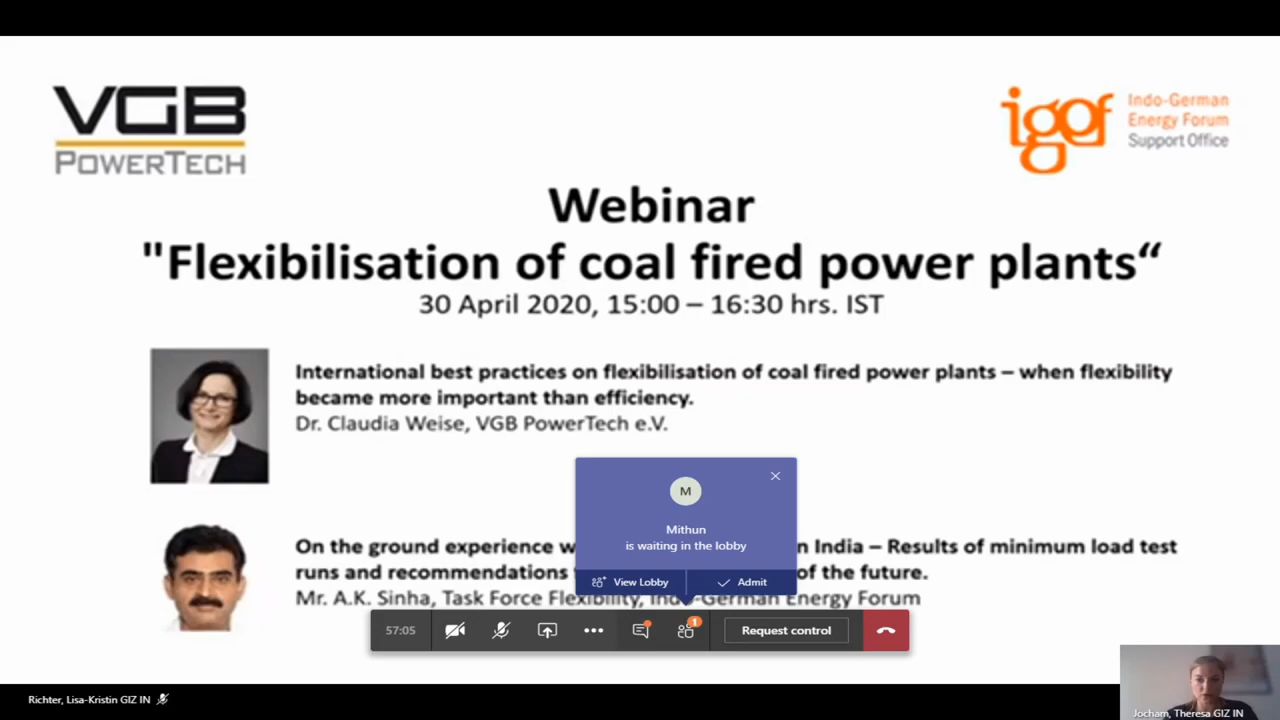 VGB
POWERTECH
igef
Indo-German
Energy Forum
Support Office
Webinar
"Flexibilisation of coal fired power plants“
30 April 2020, 15:00 – 16:30 hrs. IST
International best practices on flexibilisation of coal fired power plants – when flexibility
became more important than efficiency.
Dr. Claudia Weise, VGB PowerTech e.V.
M
Mithun
is waiting in the lobby
View Lobby
Admit
On the ground experience n India – Results of minimum load test
runs and recommendations of the future.
Mr. A.K. Sinha, Task Force Flexibility, Indo-German Energy Forum
57:05
1
Request control
Richter, Lisa-Kristin GIZ IN
Jocham, Theresa GIZ IN